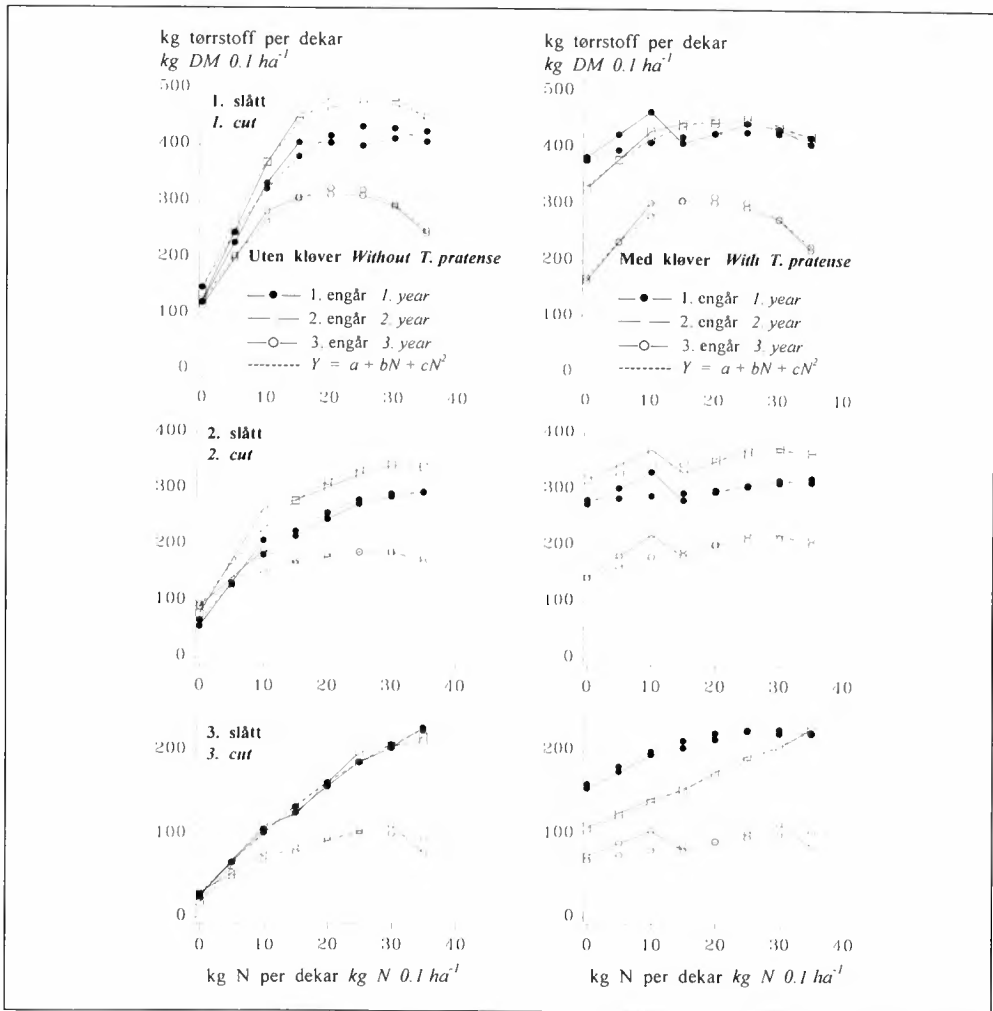 kg tørrstoff per dekar
kg DM 0.1 ha⁻¹
500
400
300
200
100
0
1. slått
1. cut
Uten kløver Without T. pratense
1. engår 1. year
2. engår 2. year
3. engår 3. year
Y = a + bN + cN²
0 10 20 30 40
kg tørrstoff per dekar
kg DM 0.1 ha⁻¹
500
400
300
200
100
0
Med kløver With T. pratense
1. engår 1. year
2. engår 2. year
3. engår 3. year
Y = a + bN + cN²
0 10 20 30 40
400
300
200
100
0
2. slått
2. cut
0 10 20 30 40
400
300
200
100
0
0 10 20 30 40
200
100
0
3. slått
3. cut
0 10 20 30 40
kg N per dekar kg N 0.1 ha⁻¹
200
100
0
0 10 20 30 40
kg N per dekar kg N 0.1 ha⁻¹